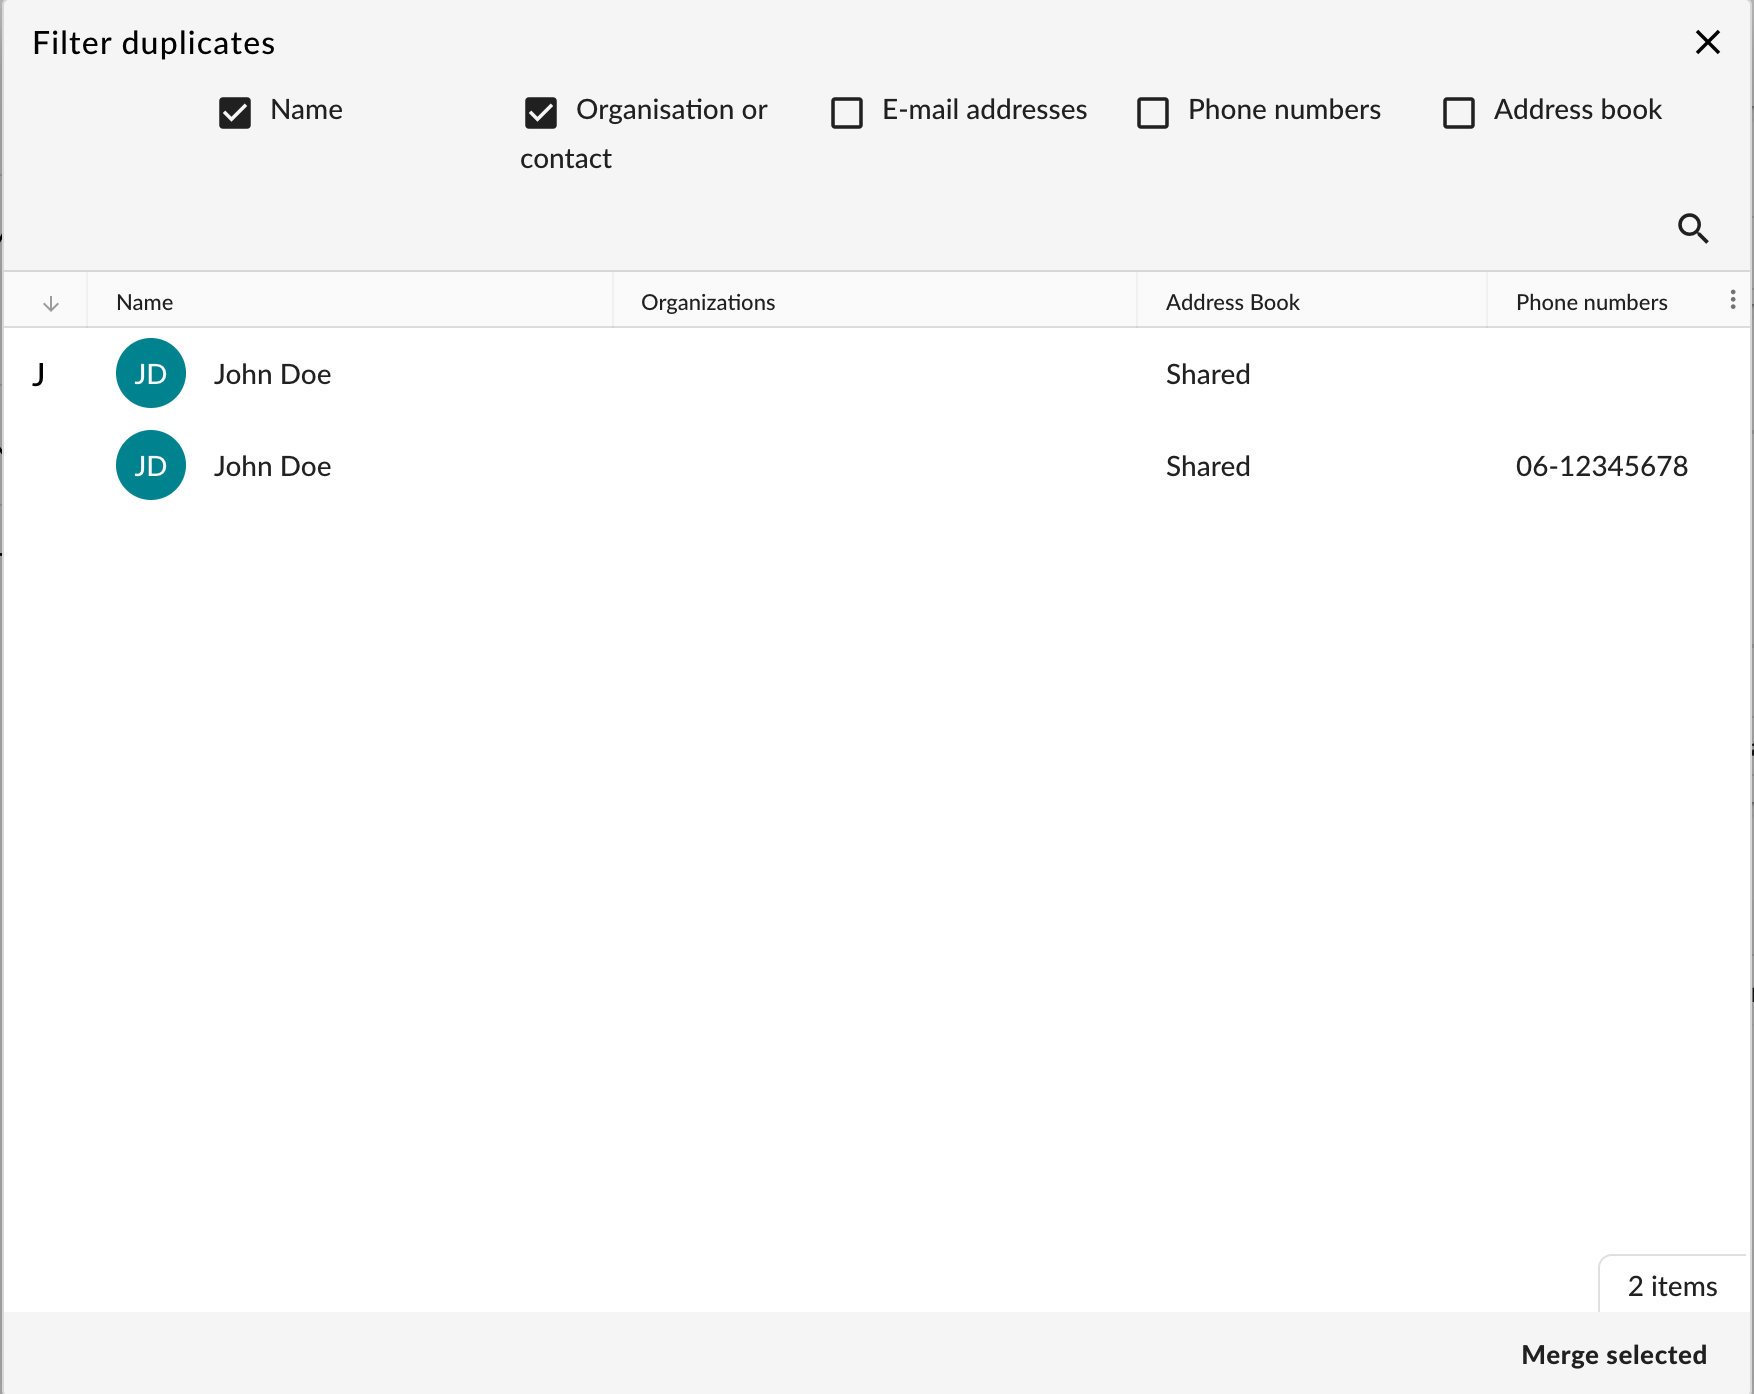 Filter duplicates
Name
Organisation or
contact
E-mail addresses
Phone numbers
Address book
Name Organizations Address Book Phone numbers
J JD John Doe Shared
JD John Doe Shared 06-12345678
2 items
Merge selected